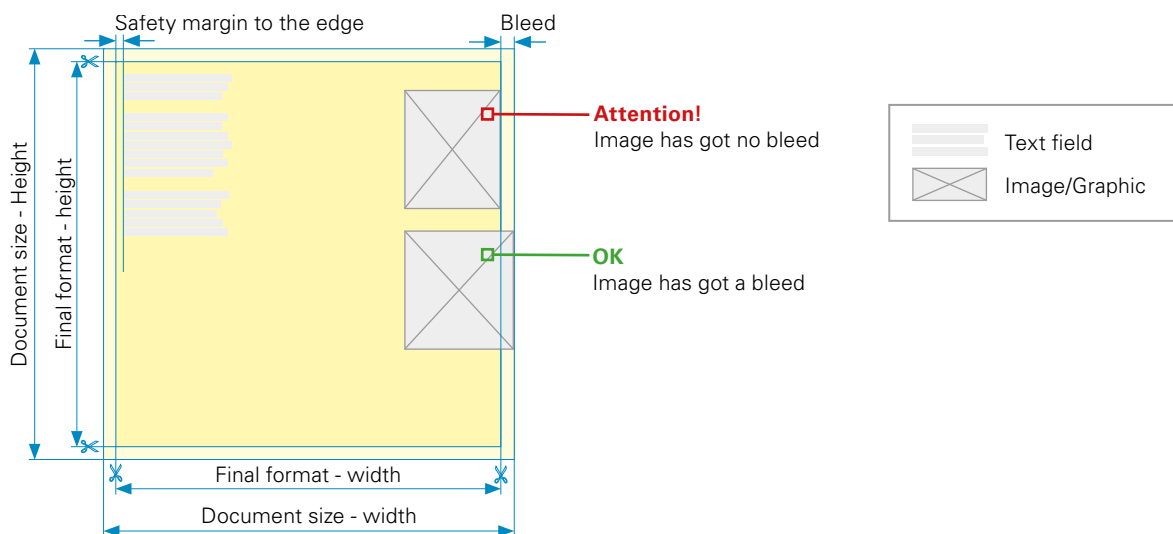 Safety margin to the edge
Bleed
Document size - Height
Final format - height
Attention!
Image has got no bleed
OK
Image has got a bleed
Text field
Image/Graphic
Final format - width
Document size - width